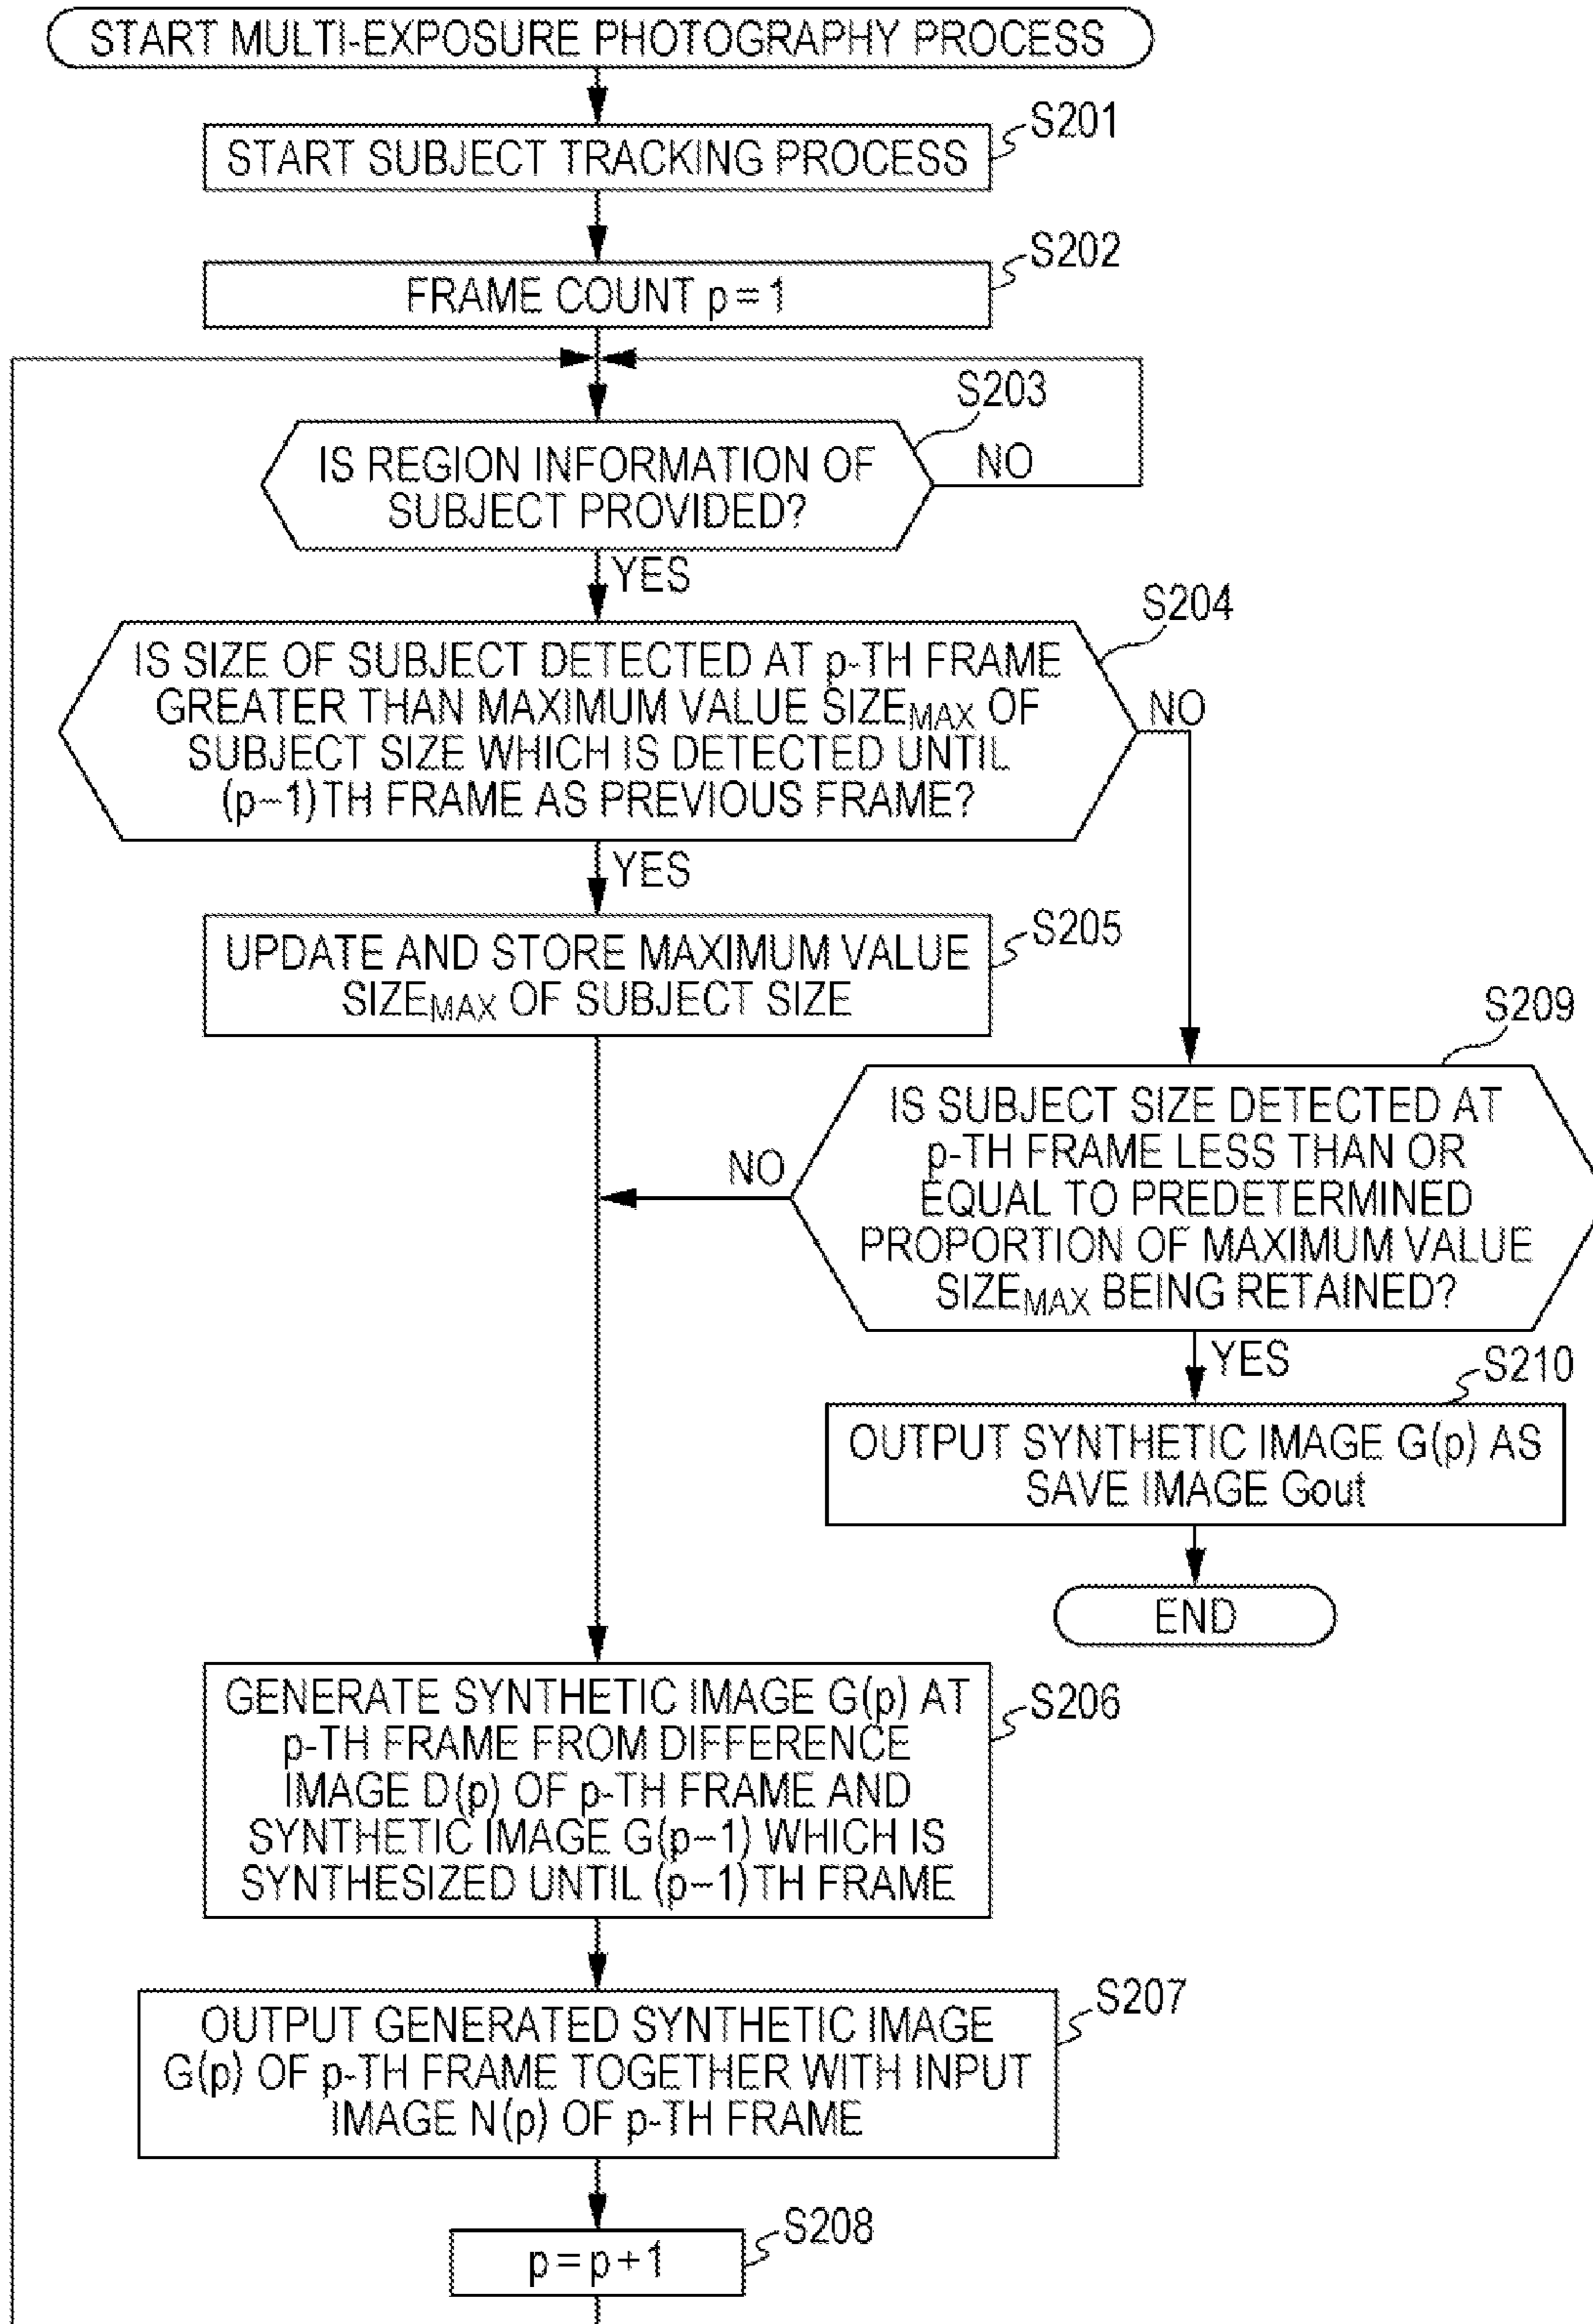 START MULTI-EXPOSURE PHOTOGRAPHY PROCESS
S201
START SUBJECT TRACKING PROCESS
S202
FRAME COUNT p = 1
S203
IS REGION INFORMATION OF
SUBJECT PROVIDED?
NO
YES
S204
IS SIZE OF SUBJECT DETECTED AT p-TH FRAME
GREATER THAN MAXIMUM VALUE SIZEMAX OF
SUBJECT SIZE WHICH IS DETECTED UNTIL
(p−1)TH FRAME AS PREVIOUS FRAME?
NO
YES
S205
UPDATE AND STORE MAXIMUM VALUE
SIZEMAX OF SUBJECT SIZE
S209
IS SUBJECT SIZE DETECTED AT
p-TH FRAME LESS THAN OR
EQUAL TO PREDETERMINED
PROPORTION OF MAXIMUM VALUE
SIZEMAX BEING RETAINED?
NO
YES
S210
OUTPUT SYNTHETIC IMAGE G(p) AS
SAVE IMAGE Gout
END
S206
GENERATE SYNTHETIC IMAGE G(p) AT
p-TH FRAME FROM DIFFERENCE
IMAGE D(p) OF p-TH FRAME AND
SYNTHETIC IMAGE G(p−1) WHICH IS
SYNTHESIZED UNTIL (p−1)TH FRAME
S207
OUTPUT GENERATED SYNTHETIC IMAGE
G(p) OF p-TH FRAME TOGETHER WITH INPUT
IMAGE N(p) OF p-TH FRAME
S208
p = p + 1